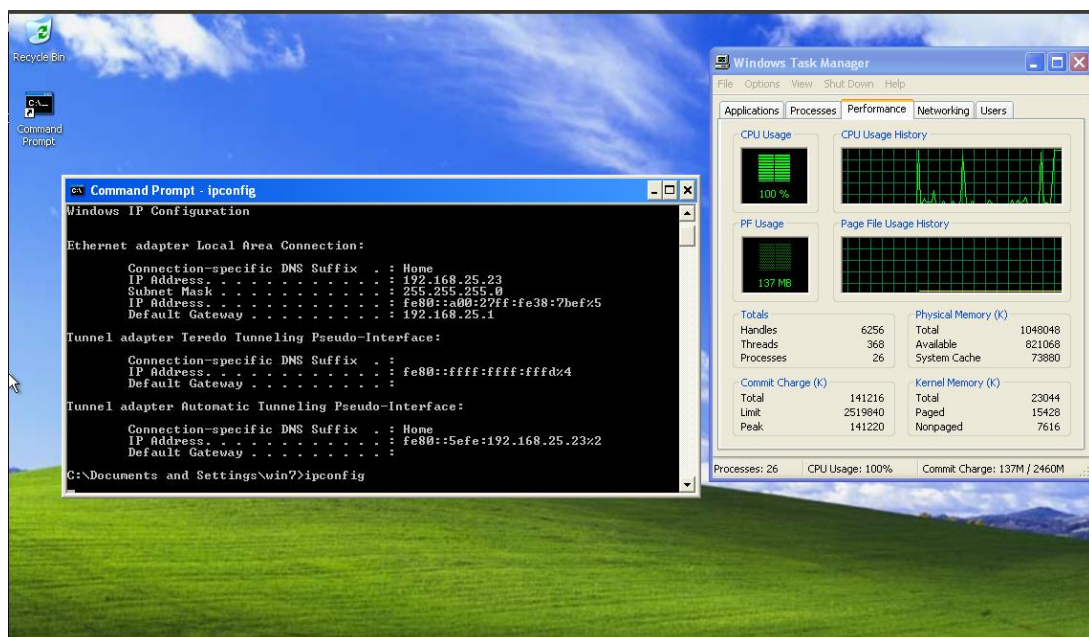 Recycle Bin
Command
Prompt
Command Prompt - ipconfig
Windows IP Configuration
Ethernet adapter Local Area Connection:
Connection-specific DNS Suffix . : Home
IP Address. . . . . . . . . . . . : 192.168.25.23
Subnet Mask . . . . . . . . . . . : 255.255.255.0
IP Address. . . . . . . . . . . . : fe80::a00:27ff:fe38:7bef%5
Default Gateway . . . . . . . . . : 192.168.25.1
Tunnel adapter Teredo Tunneling Pseudo-Interface:
Connection-specific DNS Suffix . :
IP Address. . . . . . . . . . . . : fe80::ffff:ffff:fffd%4
Default Gateway . . . . . . . . . :
Tunnel adapter Automatic Tunneling Pseudo-Interface:
Connection-specific DNS Suffix . : Home
IP Address. . . . . . . . . . . . : fe80::5efe:192.168.25.23%2
Default Gateway . . . . . . . . . :
C:\Documents and Settings\win7>ipconfig
Windows Task Manager
File Options View Shut Down Help
Applications Processes Performance Networking Users
CPU Usage CPU Usage History
100 %
PF Usage Page File Usage History
137 MB
Totals Physical Memory (K)
Handles 6256 Total 1048048
Threads 368 Available 821068
Processes 26 System Cache 73880
Commit Charge (K) Kernel Memory (K)
Total 141216 Total 23044
Limit 2519840 Paged 15428
Peak 141220 Nonpaged 7616
Processes: 26 CPU Usage: 100% Commit Charge: 137M / 2460M